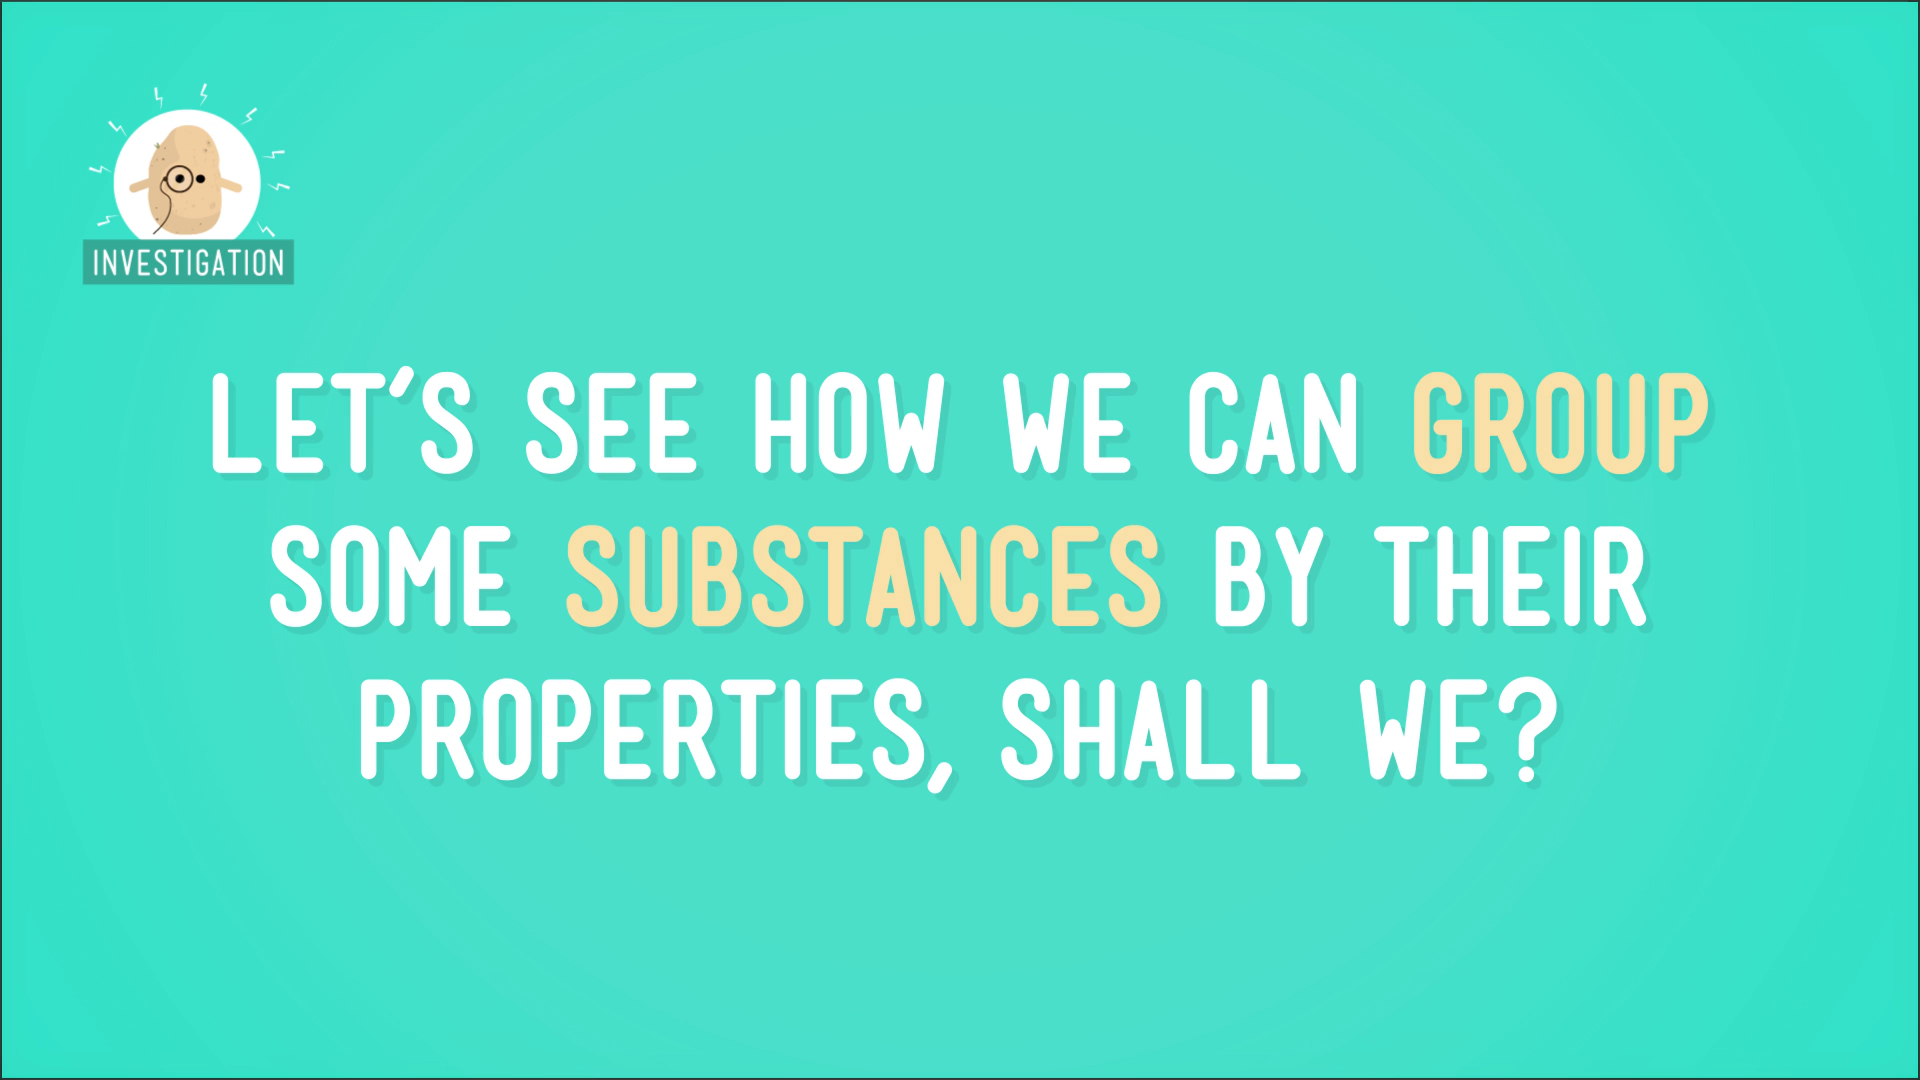 INVESTIGATION
LET'S SEE HOW WE CAN GROUP
SOME SUBSTANCES BY THEIR
PROPERTIES, SHALL WE?